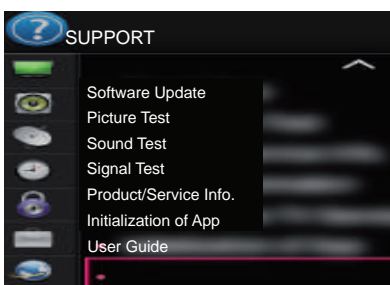 SUPPORT
Software Update
Picture Test
Sound Test
Signal Test
Product/Service Info.
Initialization of App
User Guide